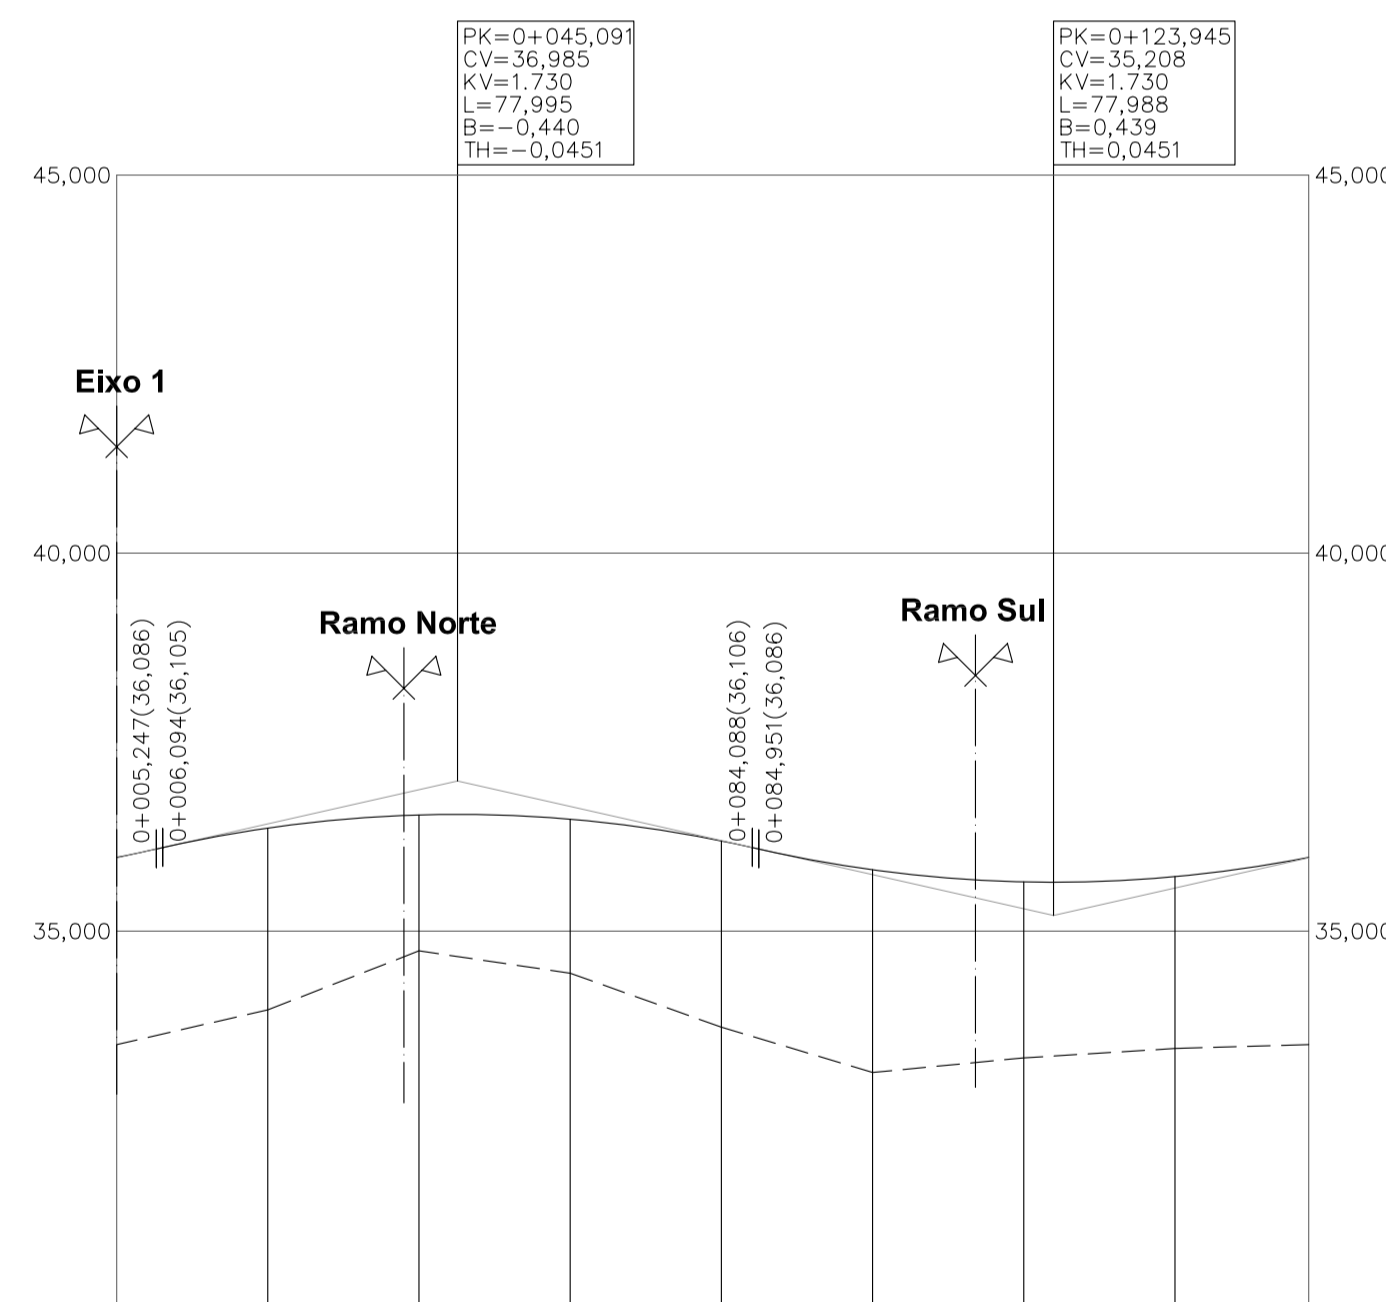 PK=0+045,091
CV=36,985
KV=1.730
L=77,995
B=−0,440
TH=−0,0451
PK=0+123,945
CV=35,208
KV=1.730
L=77,988
B=0,439
TH=0,0451
45,000
45,000
Eixo 1
40,000
40,000
Ramo Norte
Ramo Sul
0+005,247(36,086)
0+006,094(36,105)
0+084,088(36,106)
0+084,951(36,086)
35,000
35,000